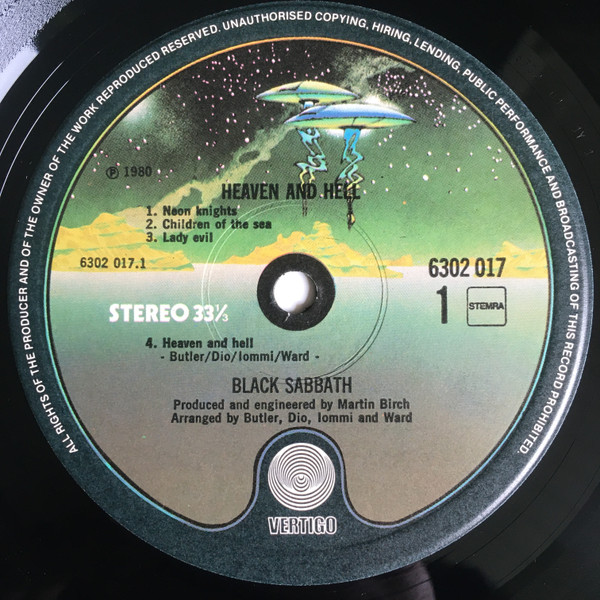 ALL RIGHTS OF THE PRODUCER AND OF THE OWNER OF THE WORK REPRODUCED RESERVED. UNAUTHORISED COPYING, HIRING, LENDING, PUBLIC PERFORMANCE AND BROADCASTING OF THIS RECORD PROHIBITED.
℗ 1980
HEAVEN AND HELL
1. Neon knights
2. Children of the sea
3. Lady evil
6302 017.1
6302 017
STEREO 33⅓
1
STEMRA
4. Heaven and hell
- Butler/Dio/Iommi/Ward -
BLACK SABBATH
Produced and engineered by Martin Birch
Arranged by Butler, Dio, Iommi and Ward
VERTIGO